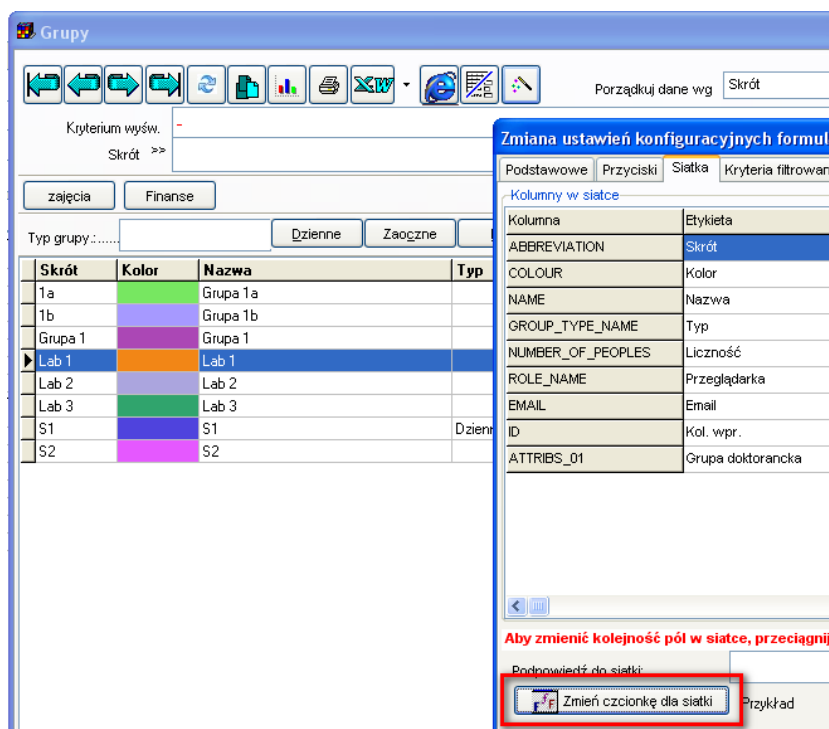 Grupy
Porządkuj dane wg Skrót
Kryterium wyśw. -
Skrót >>
zajęcia Finanse
Typ grupy.:...... Dzienne Zaoczne
Skrót Kolor Nazwa Typ
1a Grupa 1a
1b Grupa 1b
Grupa 1 Grupa 1
Lab 1 Lab 1
Lab 2 Lab 2
Lab 3 Lab 3
S1 S1 Dzienn
S2 S2
Zmiana ustawień konfiguracyjnych formul
Podstawowe Przyciski Siatka Kryteria filtrowan
Kolumny w siatce
Kolumna Etykieta
ABBREVIATION Skrót
COLOUR Kolor
NAME Nazwa
GROUP_TYPE_NAME Typ
NUMBER_OF_PEOPLES Liczność
ROLE_NAME Przeglądarka
EMAIL Email
ID Kol. wpr.
ATTRIBS_01 Grupa doktorancka
Aby zmienić kolejność pól w siatce, przeciągnij
Podpowiedź do siatki:
Zmień czcionkę dla siatki Przykład